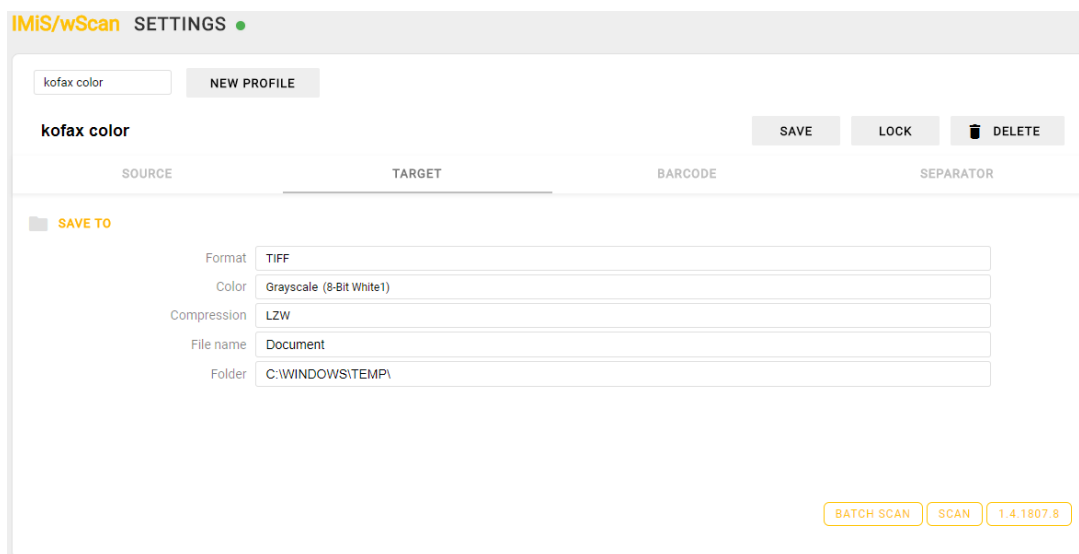 IMiS/wScan SETTINGS
kofax color NEW PROFILE
kofax color SAVE LOCK DELETE
SOURCE TARGET BARCODE SEPARATOR
SAVE TO
Format TIFF
Color Grayscale (8-Bit White1)
Compression LZW
File name Document
Folder C:\WINDOWS\TEMP\
BATCH SCAN SCAN 1.4.1807.8